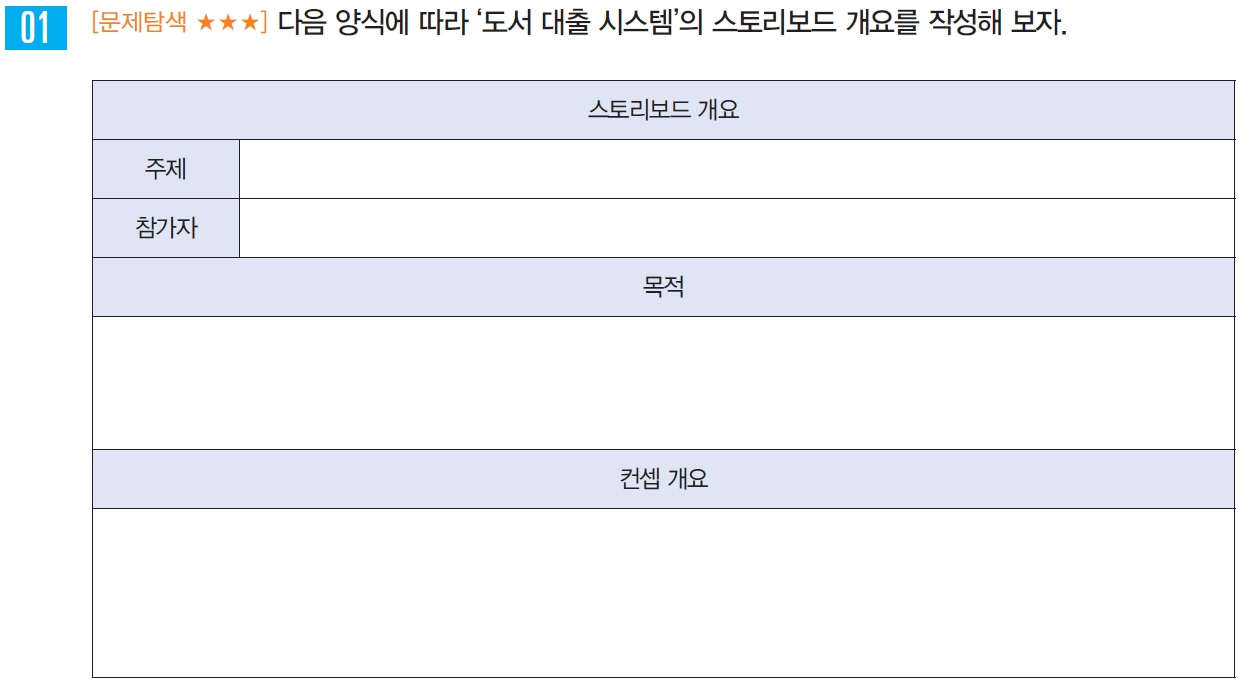 01 [문제탐색 ★★★] 다음 양식에 따라 ‘도서 대출 시스템’의 스토리보드 개요를 작성해 보자.
스토리보드 개요
주제
참가자
목적
컨셉 개요